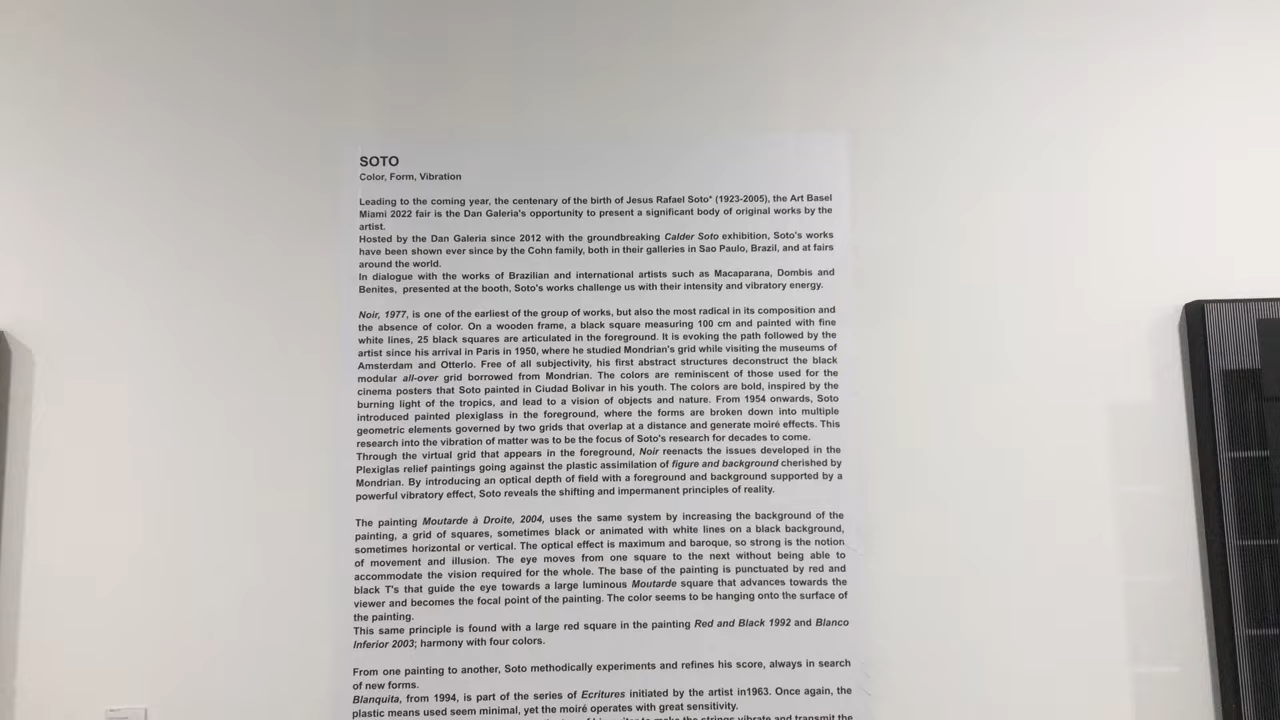 SOTO
Color, Form, Vibration
Leading to the coming year, the centenary of the birth of Jesus Rafael Soto* (1923-2005), the Art Basel
Miami 2022 fair is the Dan Galeria's opportunity to present a significant body of original works by the
artist.
Hosted by the Dan Galeria since 2012 with the groundbreaking Calder Soto exhibition, Soto's works
have been shown ever since by the Cohn family, both in their galleries in Sao Paulo, Brazil, and at fairs
around the world.
In dialogue with the works of Brazilian and international artists such as Macaparana, Dombis and
Benites, presented at the booth, Soto's works challenge us with their intensity and vibratory energy.
Noir, 1977, is one of the earliest of the group of works, but also the most radical in its composition and
the absence of color. On a wooden frame, a black square measuring 100 cm and painted with fine
white lines, 25 black squares are articulated in the foreground. It is evoking the path followed by the
artist since his arrival in Paris in 1950, where he studied Mondrian's grid while visiting the museums of
Amsterdam and Otterlo. Free of all subjectivity, his first abstract structures deconstruct the black
modular all-over grid borrowed from Mondrian. The colors are reminiscent of those used for the
cinema posters that Soto painted in Ciudad Bolivar in his youth. The colors are bold, inspired by the
burning light of the tropics, and lead to a vision of objects and nature. From 1954 onwards, Soto
introduced painted plexiglass in the foreground, where the forms are broken down into multiple
geometric elements governed by two grids that overlap at a distance and generate moiré effects. This
research into the vibration of matter was to be the focus of Soto's research for decades to come.
Through the virtual grid that appears in the foreground, Noir reenacts the issues developed in the
Plexiglas relief paintings going against the plastic assimilation of figure and background cherished by
Mondrian. By introducing an optical depth of field with a foreground and background supported by a
powerful vibratory effect, Soto reveals the shifting and impermanent principles of reality.
The painting Moutarde à Droite, 2004, uses the same system by increasing the background of the
painting, a grid of squares, sometimes black or animated with white lines on a black background,
sometimes horizontal or vertical. The optical effect is maximum and baroque, so strong is the notion
of movement and illusion. The eye moves from one square to the next without being able to
accommodate the vision required for the whole. The base of the painting is punctuated by red and
black T's that guide the eye towards a large luminous Moutarde square that advances towards the
viewer and becomes the focal point of the painting. The color seems to be hanging onto the surface of
the painting.
This same principle is found with a large red square in the painting Red and Black 1992 and Blanco
Inferior 2003; harmony with four colors.
From one painting to another, Soto methodically experiments and refines his score, always in search
of new forms.
Blanquita, from 1994, is part of the series of Ecritures initiated by the artist in1963. Once again, the
plastic means used seem minimal, yet the moiré operates with great sensitivity.
make the strings vibrate and transmit the